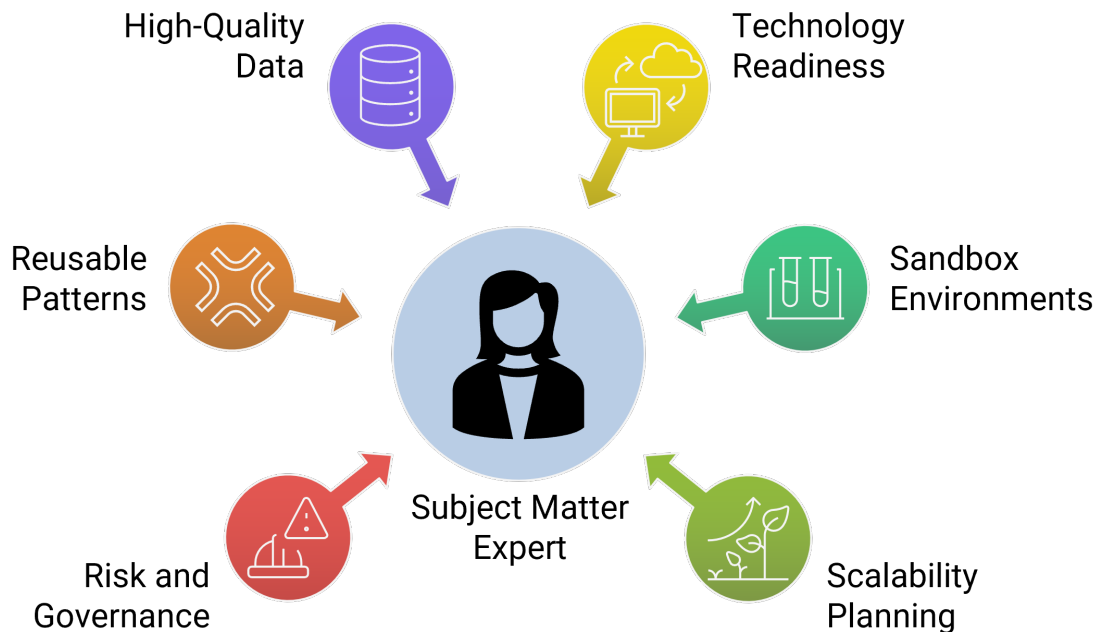 High-Quality
Data
Technology
Readiness
Reusable
Patterns
Sandbox
Environments
Subject Matter
Expert
Risk and
Governance
Scalability
Planning